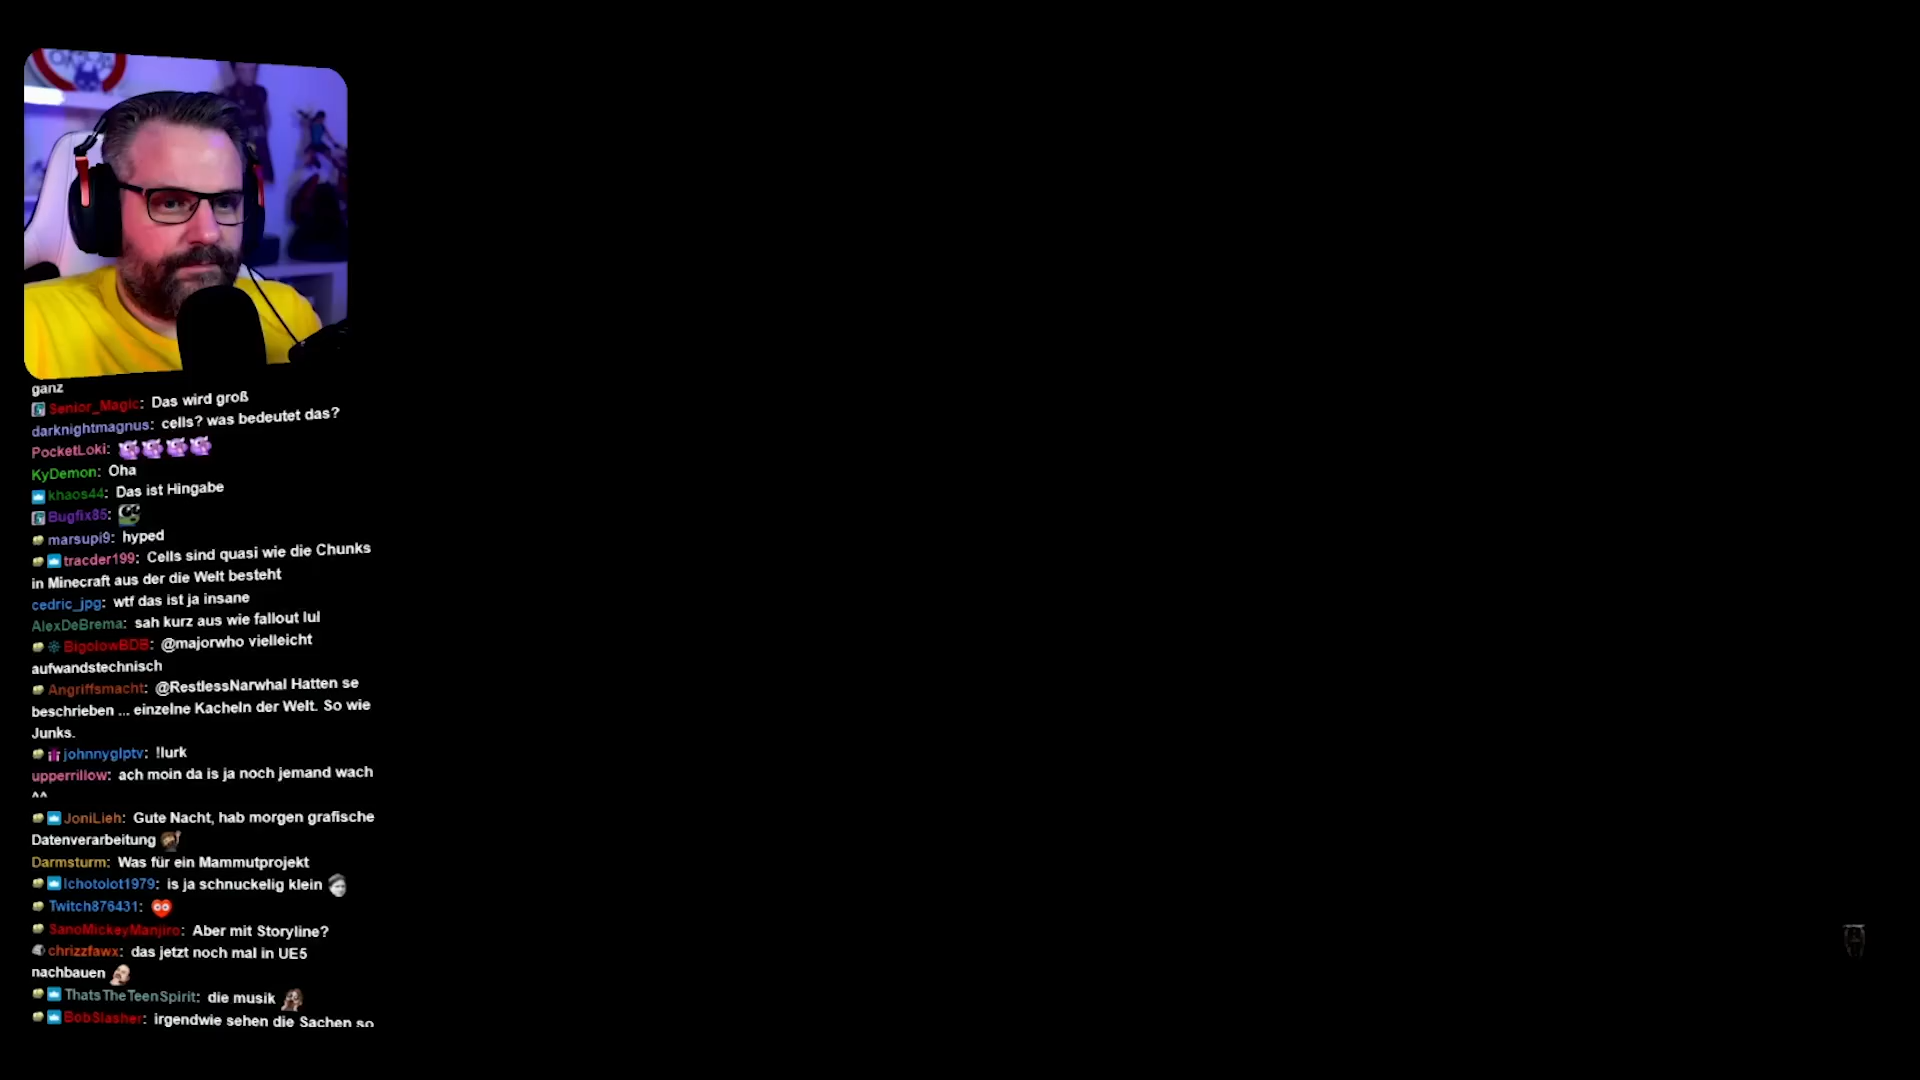 ganz
Senior_Magic: Das wird groß
darknightmagnus: cells? was bedeutet das?
PocketLoki:
KyDemon: Oha
khaos44: Das ist Hingabe
Bugfix85:
marsupi9: hyped
tracder199: Cells sind quasi wie die Chunks
in Minecraft aus der die Welt besteht
cedric_jpg: wtf das ist ja insane
AlexDeBrema: sah kurz aus wie fallout lul
BigolowBDB: @majorwho vielleicht
aufwandstechnisch
Angriffsmacht: @RestlessNarwhal Hatten se
beschrieben ... einzelne Kacheln der Welt. So wie
Junks.
johnnyglptv: !lurk
upperrillow: ach moin da is ja noch jemand wach
^^
JoniLieh: Gute Nacht, hab morgen grafische
Datenverarbeitung
Darmsturm: Was für ein Mammutprojekt
Ichotolot1979: is ja schnuckelig klein
Twitch876431:
SanoMickeyManjiro: Aber mit Storyline?
chrizzfawx: das jetzt noch mal in UE5
nachbauen
ThatsTheTeenSpirit: die musik
BobSlasher: irgendwie sehen die Sachen so